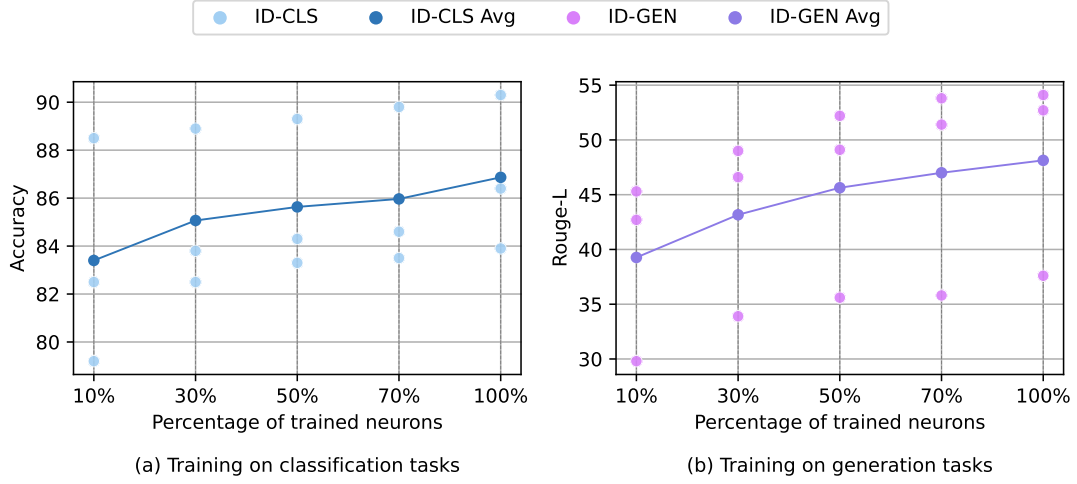 ID-CLS ID-CLS Avg ID-GEN ID-GEN Avg
90
88
86
84
82
80
Accuracy
10% 30% 50% 70% 100%
Percentage of trained neurons
(a) Training on classification tasks
55
50
45
40
35
30
Rouge-L
10% 30% 50% 70% 100%
Percentage of trained neurons
(b) Training on generation tasks